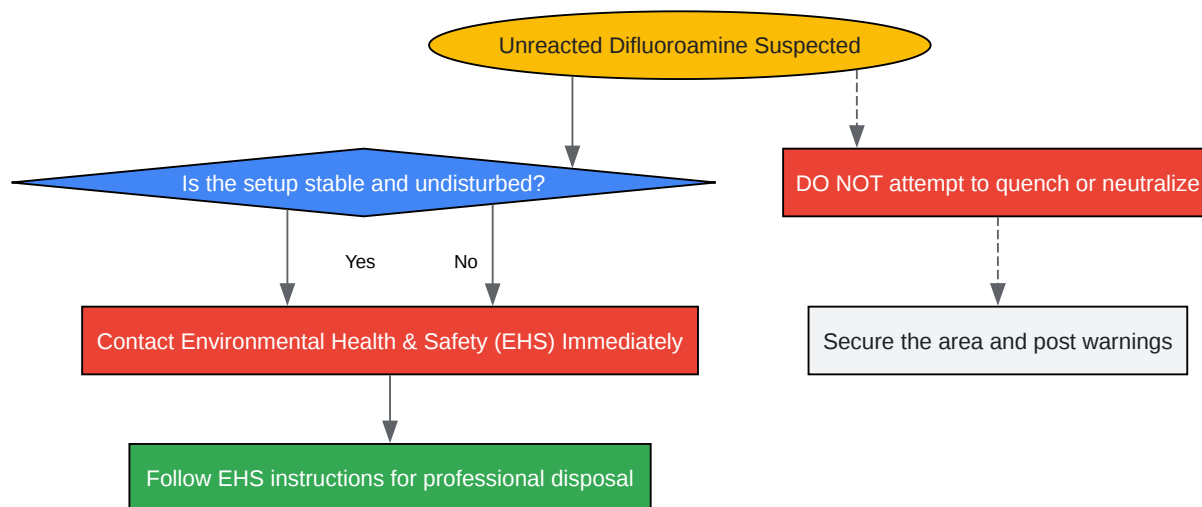 Unreacted Difluoroamine Suspected
Is the setup stable and undisturbed?
DO NOT attempt to quench or neutralize
Yes
No
Contact Environmental Health & Safety (EHS) Immediately
Secure the area and post warnings
Follow EHS instructions for professional disposal